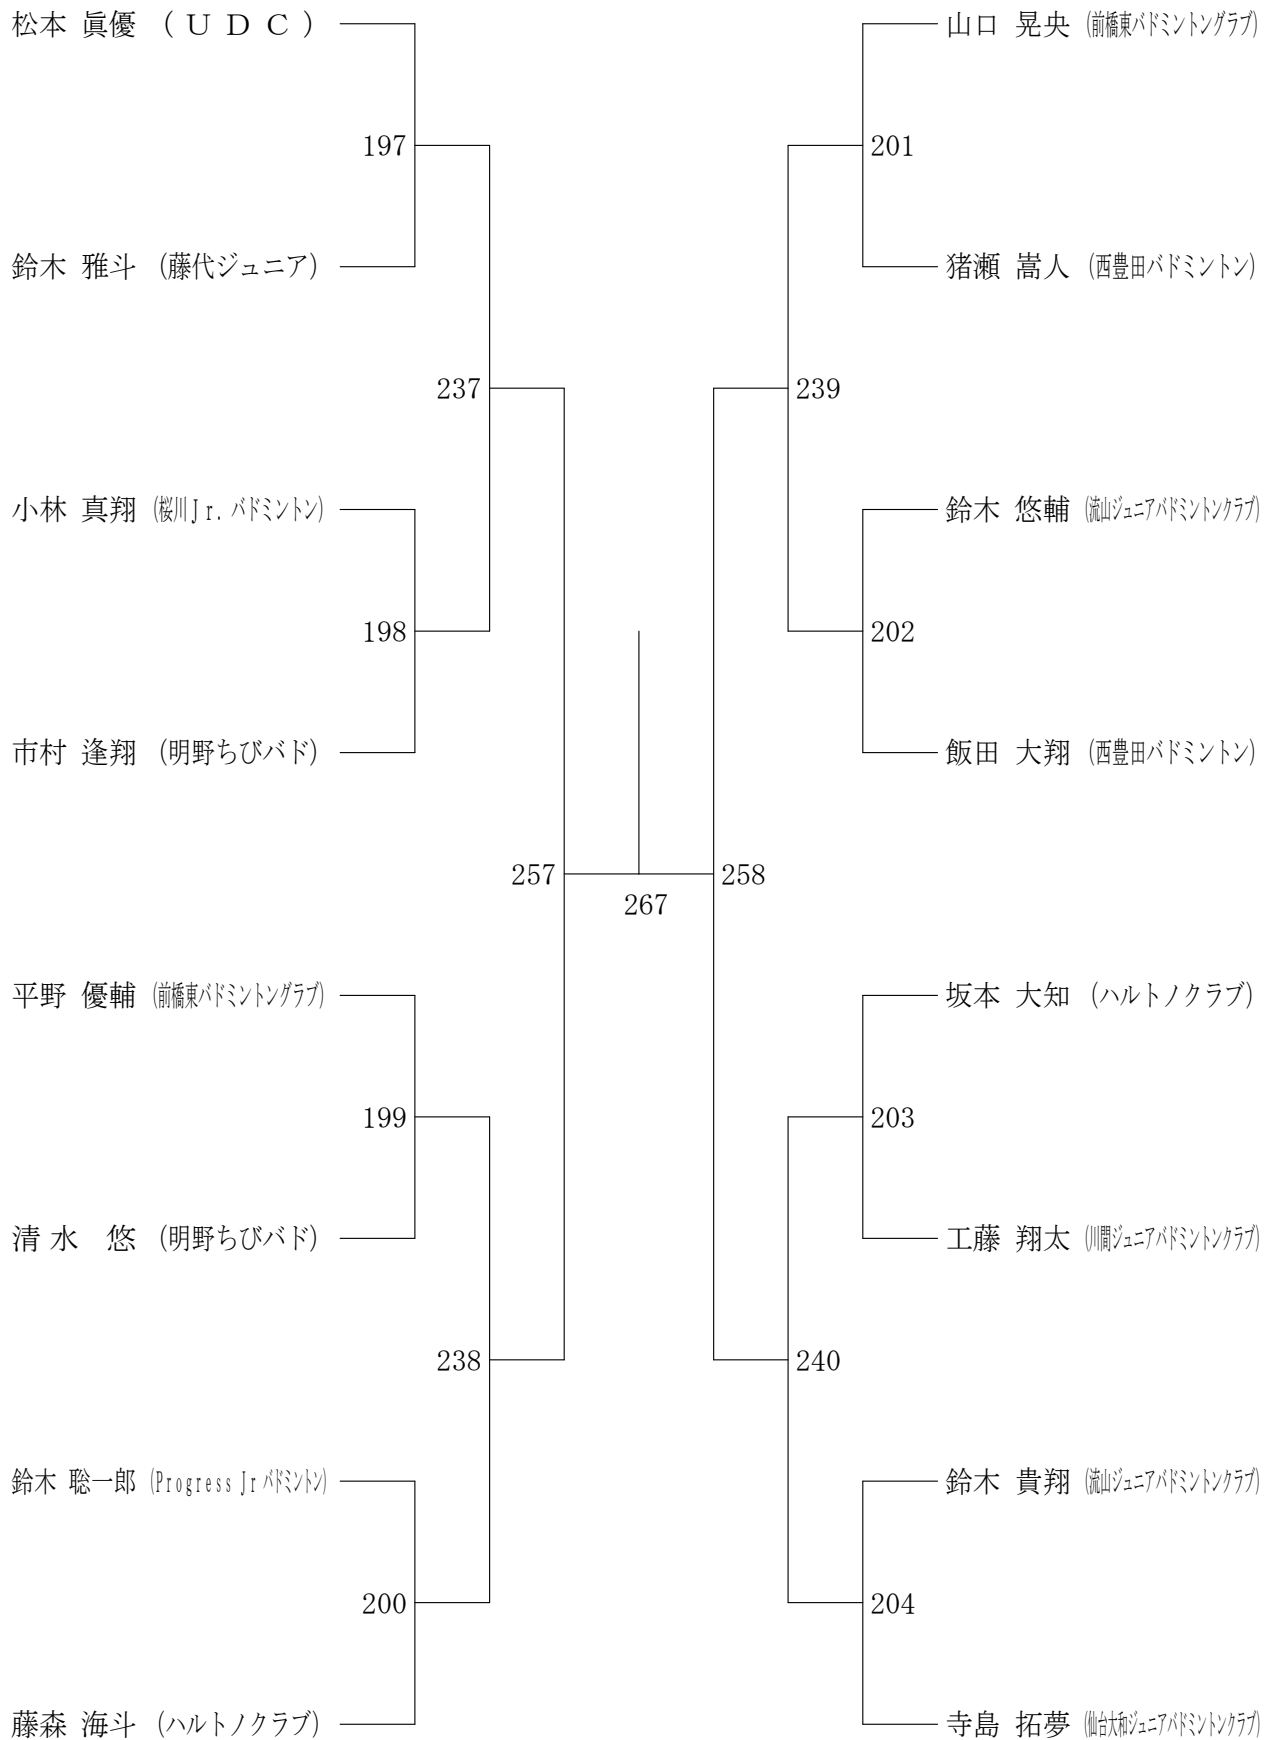 松本 眞優 （ＵＤＣ）
197
鈴木 雅斗 （藤代ジュニア）
237
小林 真翔 （桜川Ｊｒ．バドミントン）
198
市村 逢翔 （明野ちびバド）
257
平野 優輔 （前橋東バドミントングラブ）
199
清水 悠 （明野ちびバド）
238
鈴木 聡一郎 （Progress Jrバドミントン）
200
藤森 海斗 （ハルトノクラブ）
267
山口 晃央 （前橋東バドミントングラブ）
201
猪瀬 嵩人 （西豊田バドミントン）
239
鈴木 悠輔 （流山ジュニアバドミントンクラブ）
202
飯田 大翔 （西豊田バドミントン）
258
坂本 大知 （ハルトノクラブ）
203
工藤 翔太 （川間ジュニアバドミントンクラブ）
240
鈴木 貴翔 （流山ジュニアバドミントンクラブ）
204
寺島 拓夢 （仙台大和ジュニアバドミントンクラブ）